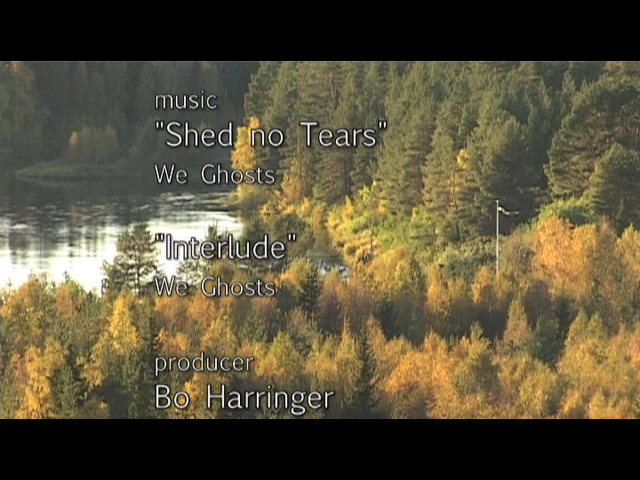 music
"Shed no Tears"
We Ghosts
"Interlude"
We Ghosts
producer
Bo Harringer